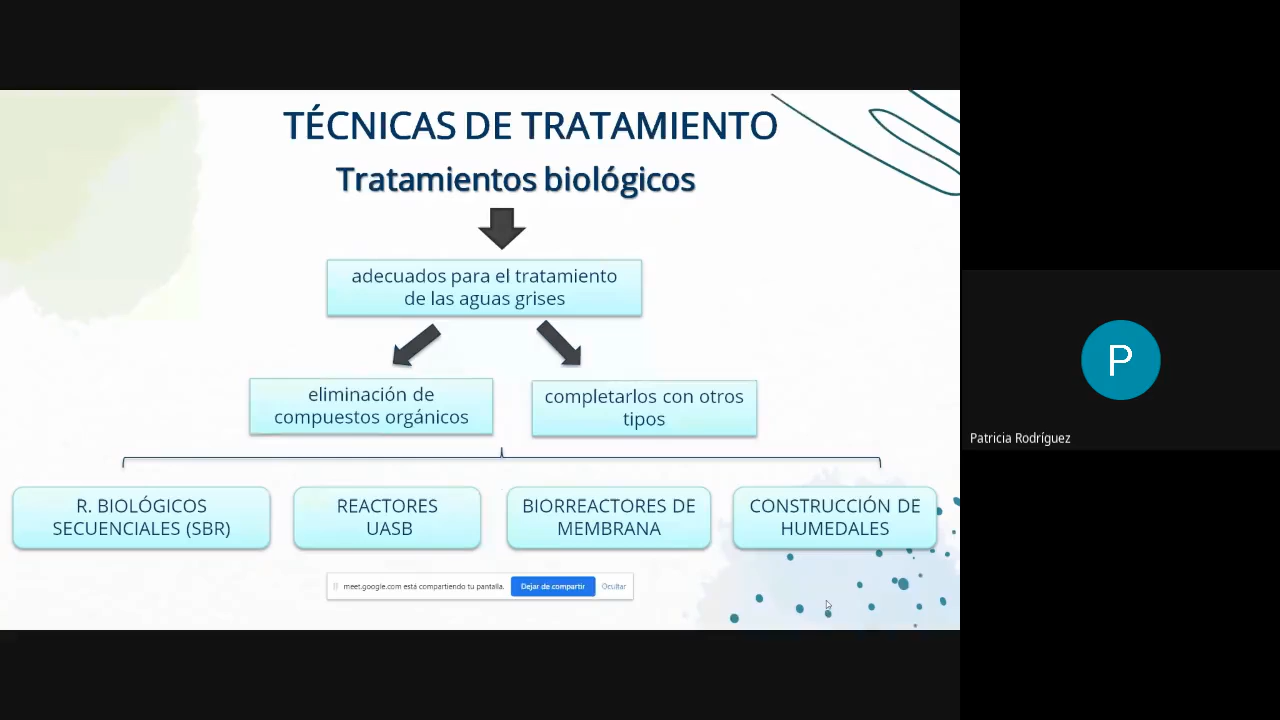 TÉCNICAS DE TRATAMIENTO
Tratamientos biológicos
adecuados para el tratamiento
de las aguas grises
eliminación de
compuestos orgánicos
completarlos con otros
tipos
R. BIOLÓGICOS
SECUENCIALES (SBR)
REACTORES
UASB
BIORREACTORES DE
MEMBRANA
CONSTRUCCIÓN DE
HUMEDALES
meet.google.com está compartiendo tu pantalla.
Dejar de compartir
Ocultar
P
Patricia Rodríguez